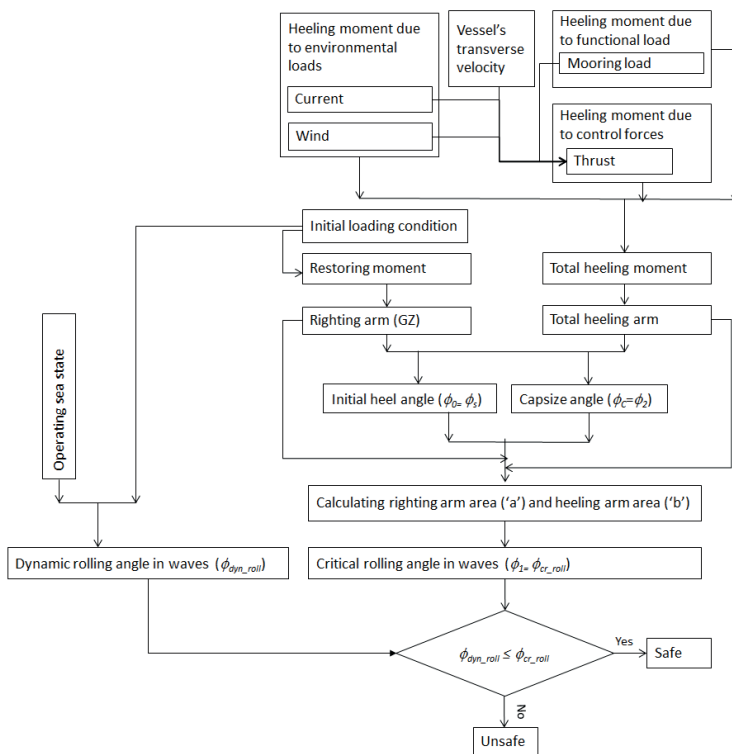 Heeling moment due
to environmental
loads
Current
Wind
Vessel's
transverse
velocity
Heeling moment due
to functional load
Mooring load
Heeling moment due
to control forces
Thrust
Initial loading condition
Restoring moment
Total heeling moment
Righting arm (GZ)
Total heeling arm
Operating sea state
Initial heel angle (ϕ0= ϕs)
Capsize angle (ϕC=ϕ2)
Calculating righting arm area ('a') and heeling arm area ('b')
Dynamic rolling angle in waves (ϕdyn_roll)
Critical rolling angle in waves (ϕ1= ϕcr_roll)
ϕdyn_roll ≤ ϕcr_roll
Yes
Safe
No
Unsafe